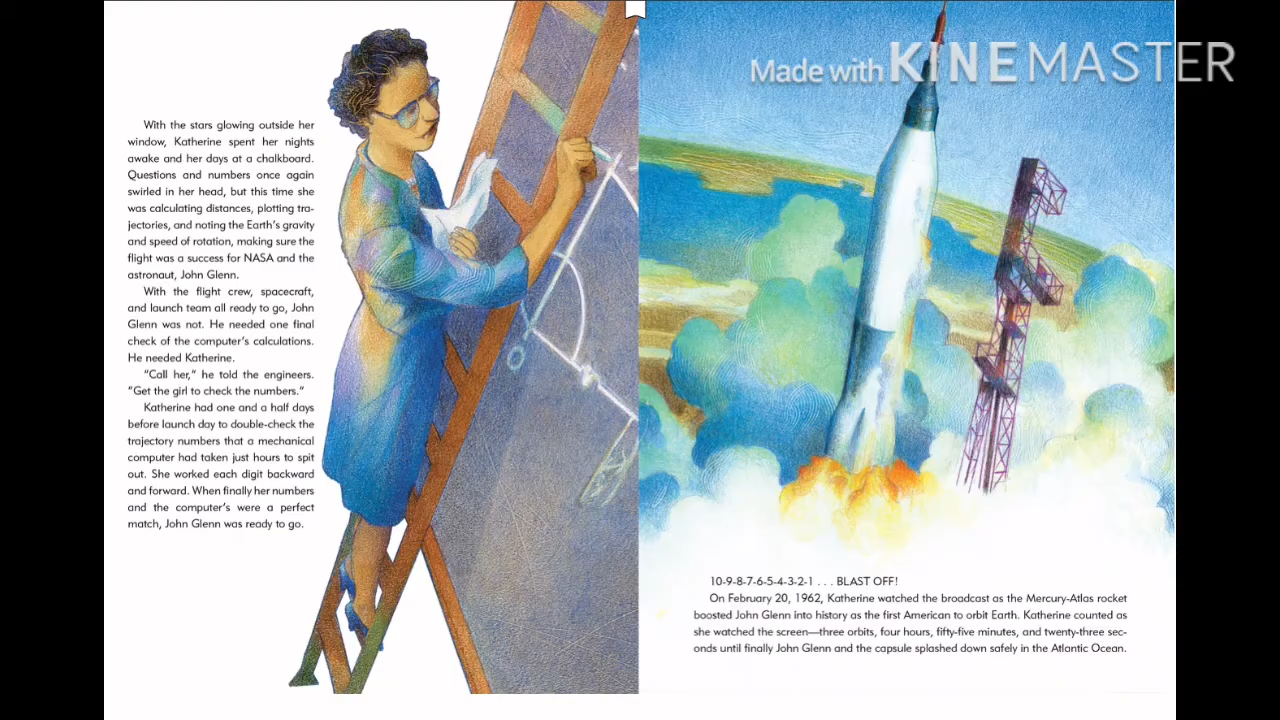 Made with KINEMASTER
With the stars glowing outside her
window, Katherine spent her nights
awake and her days at a chalkboard.
Questions and numbers once again
swirled in her head, but this time she
was calculating distances, plotting tra-
jectories, and noting the Earth's gravity
and speed of rotation, making sure the
flight was a success for NASA and the
astronaut, John Glenn.
With the flight crew, spacecraft,
and launch team all ready to go, John
Glenn was not. He needed one final
check of the computer's calculations.
He needed Katherine.
"Call her," he told the engineers.
"Get the girl to check the numbers."
Katherine had one and a half days
before launch day to double-check the
trajectory numbers that a mechanical
computer had taken just hours to spit
out. She worked each digit backward
and forward. When finally her numbers
and the computer's were a perfect
match, John Glenn was ready to go.
10-9-8-7-6-5-4-3-2-1 . . . BLAST OFF!
On February 20, 1962, Katherine watched the broadcast as the Mercury-Atlas rocket
boosted John Glenn into history as the first American to orbit Earth. Katherine counted as
she watched the screen—three orbits, four hours, fifty-five minutes, and twenty-three sec-
onds until finally John Glenn and the capsule splashed down safely in the Atlantic Ocean.